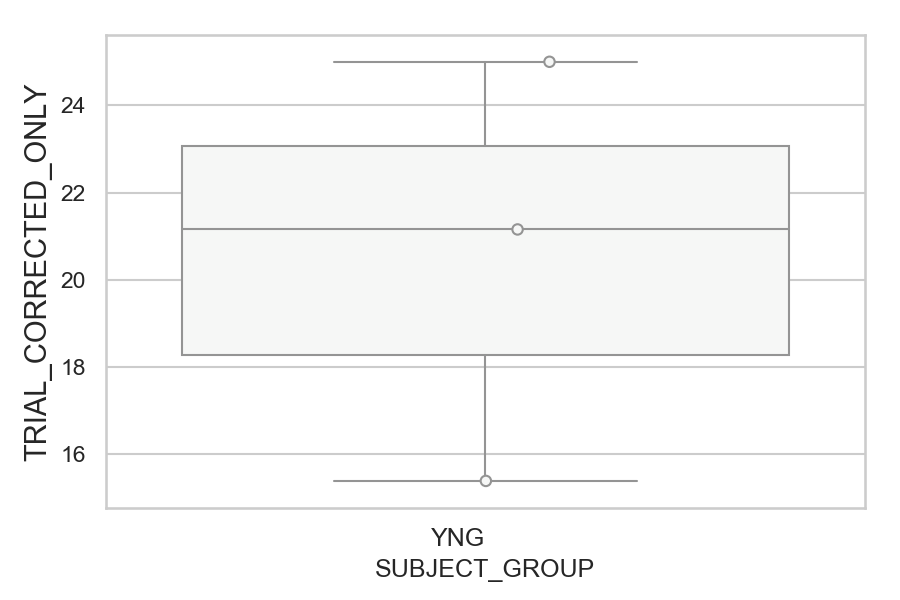 TRIAL_CORRECTED_ONLY
24
22
20
18
16
YNG
SUBJECT_GROUP